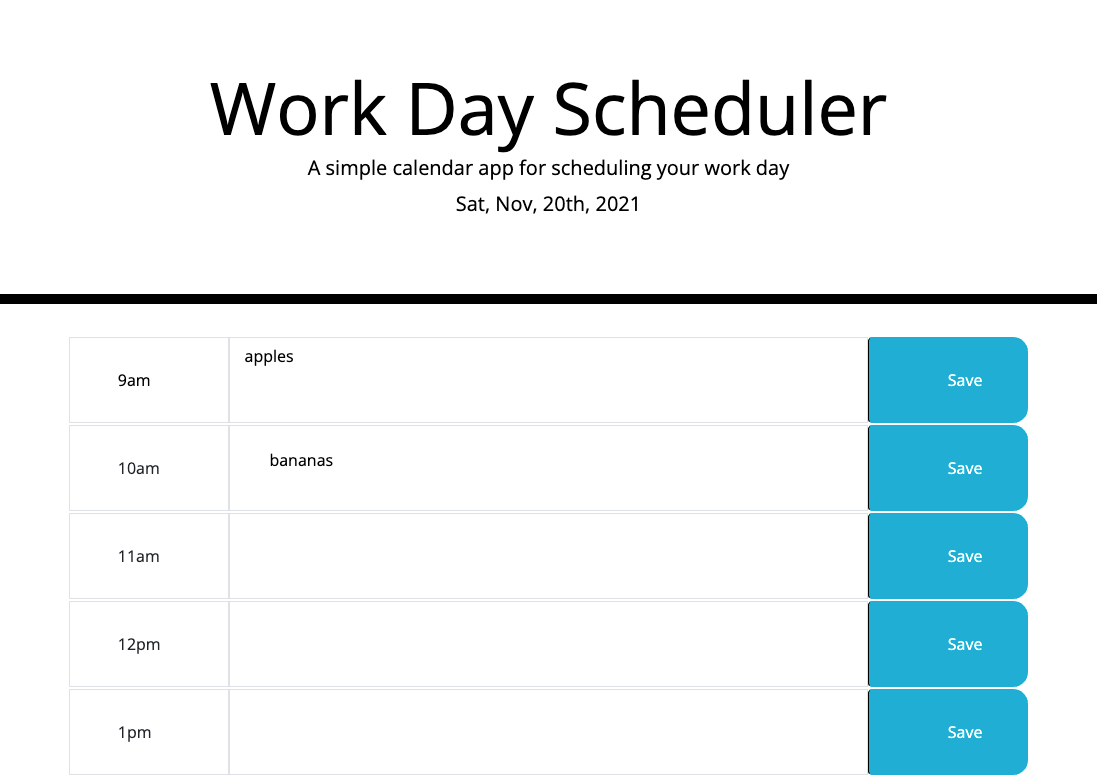 Work Day Scheduler
A simple calendar app for scheduling your work day
Sat, Nov, 20th, 2021
9am apples Save
10am bananas Save
11am Save
12pm Save
1pm Save